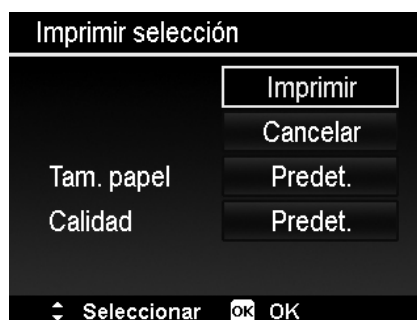 Imprimir selección
Imprimir
Cancelar
Tam. papel Predet.
Calidad Predet.
Seleccionar OK OK